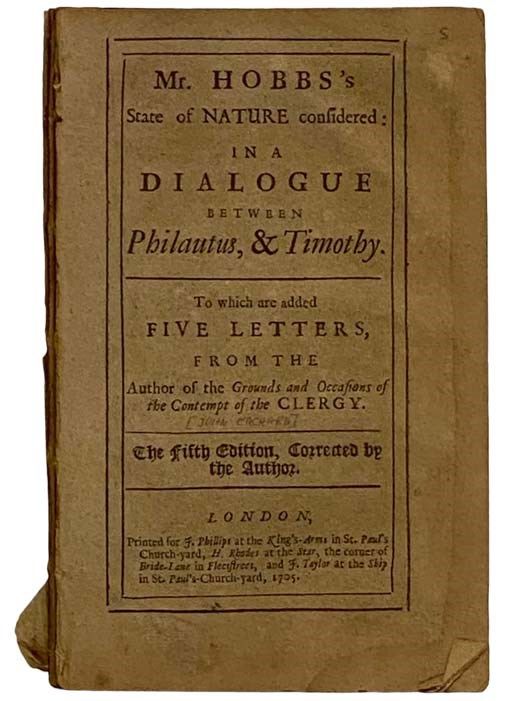 5
Mr. HOBBS's
State of NATURE conſidered:
IN A
DIALOGUE
BETWEEN
Philautus, & Timothy.
To which are added
FIVE LETTERS,
FROM THE
Author of the Grounds and Occaſions of
the Contempt of the CLERGY.
[JOHN EACHARD]
The Fifth Edition, Corrected by
the Author.
LONDON,
Printed for J. Phillips at the King's-Arms in St. Paul's
Church-yard, H. Rhodes at the Star, the corner of
Bride-Lane in Fleetſtreet, and J. Taylor at the Ship
in St. Paul's-Church-yard, 1705.